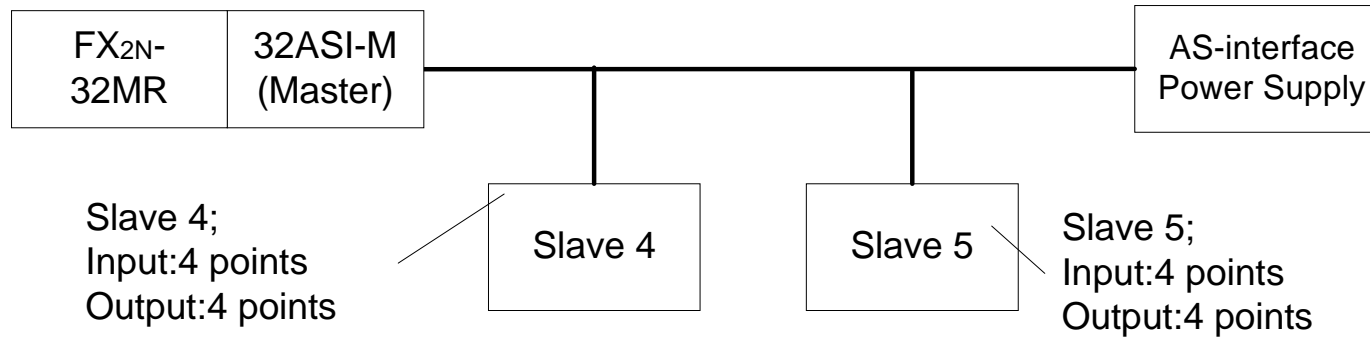 FX2N-
32MR
32ASI-M
(Master)
AS-interface
Power Supply
Slave 4;
Input:4 points
Output:4 points
Slave 4
Slave 5
Slave 5;
Input:4 points
Output:4 points